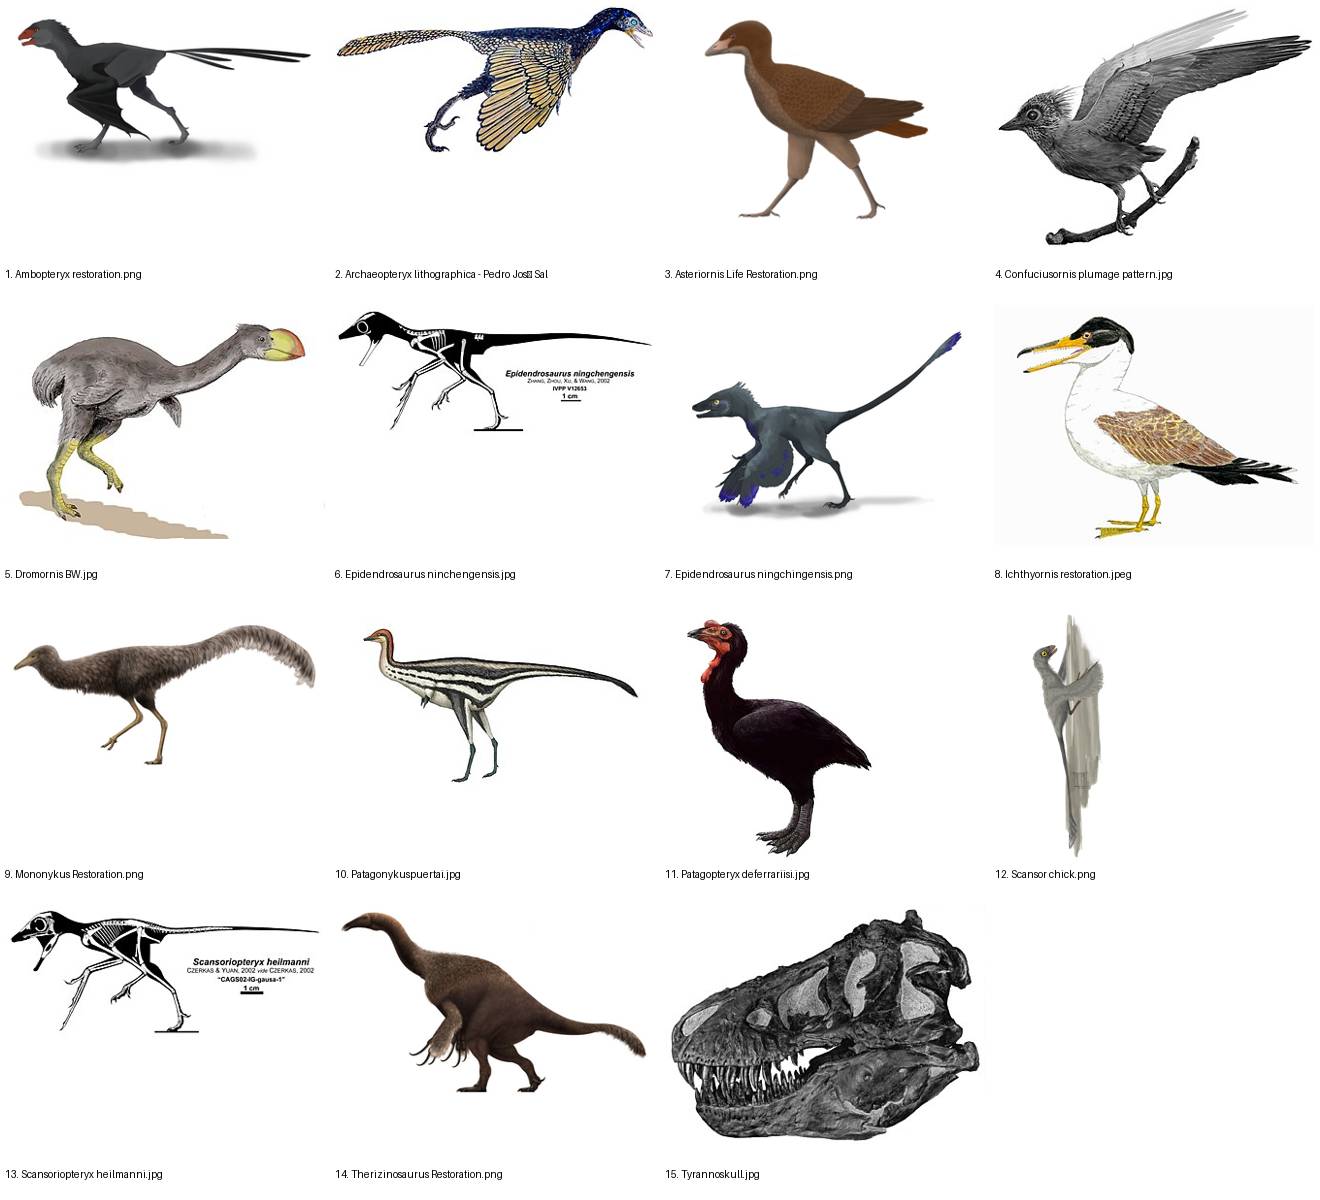 1. Ambopteryx restoration.png
2. Archaeopteryx lithographica - Pedro Jos□ Sal
3. Asteriornis Life Restoration.png
4. Confuciusornis plumage pattern.jpg
Epidendrosaurus ningchengensis
ZHANG, ZHOU, XU, & WANG, 2002
IVPP V12653
1 cm
5. Dromornis BW.jpg
6. Epidendrosaurus ninchengensis.jpg
7. Epidendrosaurus ningchingensis.png
8. Ichthyornis restoration.jpeg
9. Mononykus Restoration.png
10. Patagonykuspuertai.jpg
11. Patagopteryx deferrariisi.jpg
12. Scansor chick.png
Scansoriopteryx heilmanni
CZERKAS & YUAN, 2002 vide CZERKAS, 2002
"CAGS02-IG-gausa-1"
1 cm
13. Scansoriopteryx heilmanni.jpg
14. Therizinosaurus Restoration.png
15. Tyrannoskull.jpg